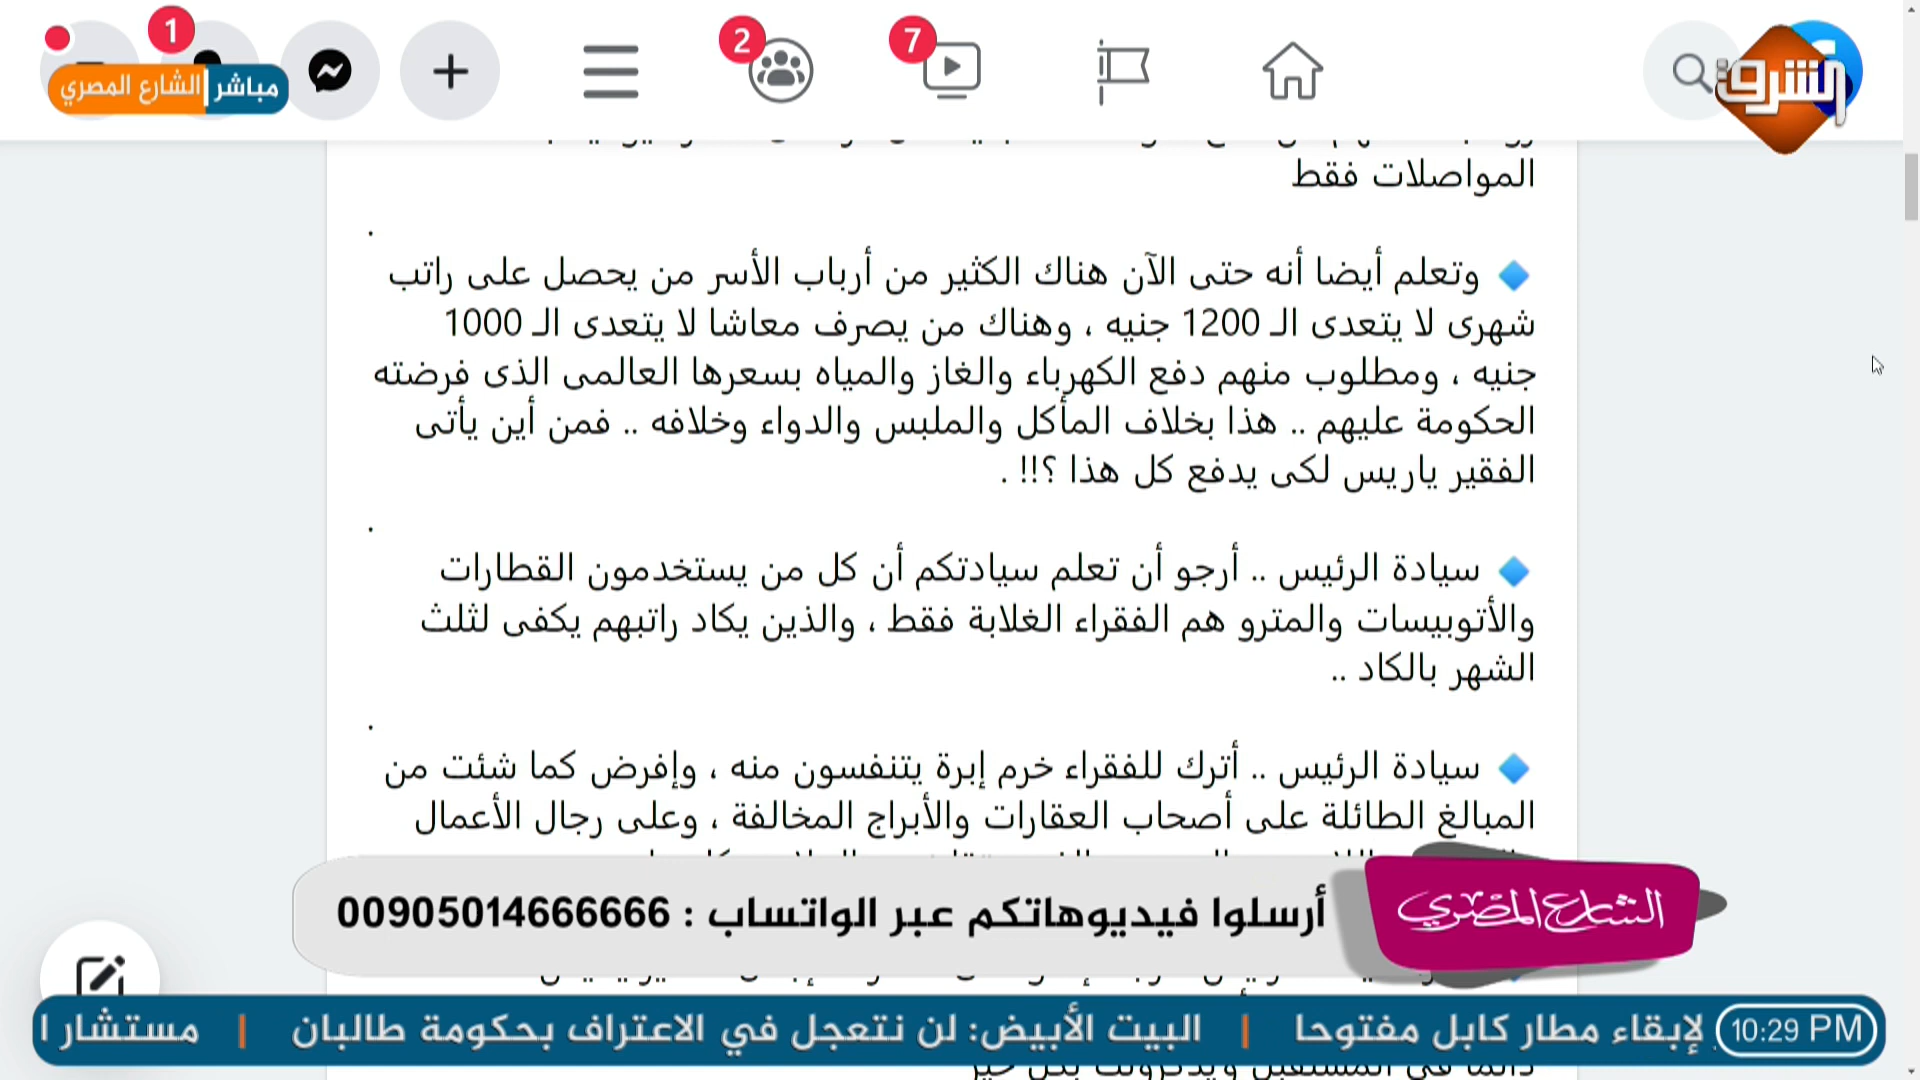 1
2
7
مباشر الشارع المصري
الشرق
المواصلات فقط
.
وتعلم أيضا أنه حتى الآن هناك الكثير من أرباب الأسر من يحصل على راتب
شهرى لا يتعدى الـ 1200 جنيه ، وهناك من يصرف معاشا لا يتعدى الـ 1000
جنيه ، ومطلوب منهم دفع الكهرباء والغاز والمياه بسعرها العالمى الذى فرضته
الحكومة عليهم .. هذا بخلاف المأكل والملبس والدواء وخلافه .. فمن أين يأتى
الفقير ياريس لكى يدفع كل هذا ؟!! .
.
سيادة الرئيس .. أرجو أن تعلم سيادتكم أن كل من يستخدمون القطارات
والأتوبيسات والمترو هم الفقراء الغلابة فقط ، والذين يكاد راتبهم يكفى لثلث
الشهر بالكاد ..
.
سيادة الرئيس .. أترك للفقراء خرم إبرة يتنفسون منه ، وإفرض كما شئت من
المبالغ الطائلة على أصحاب العقارات والأبراج المخالفة ، وعلى رجال الأعمال
الشارع المصري
أرسلوا فيديوهاتكم عبر الواتساب : 00905014666666
10:29 PM
لإبقاء مطار كابل مفتوحا | البيت الأبيض: لن نتعجل في الاعتراف بحكومة طالبان | مستشار ا